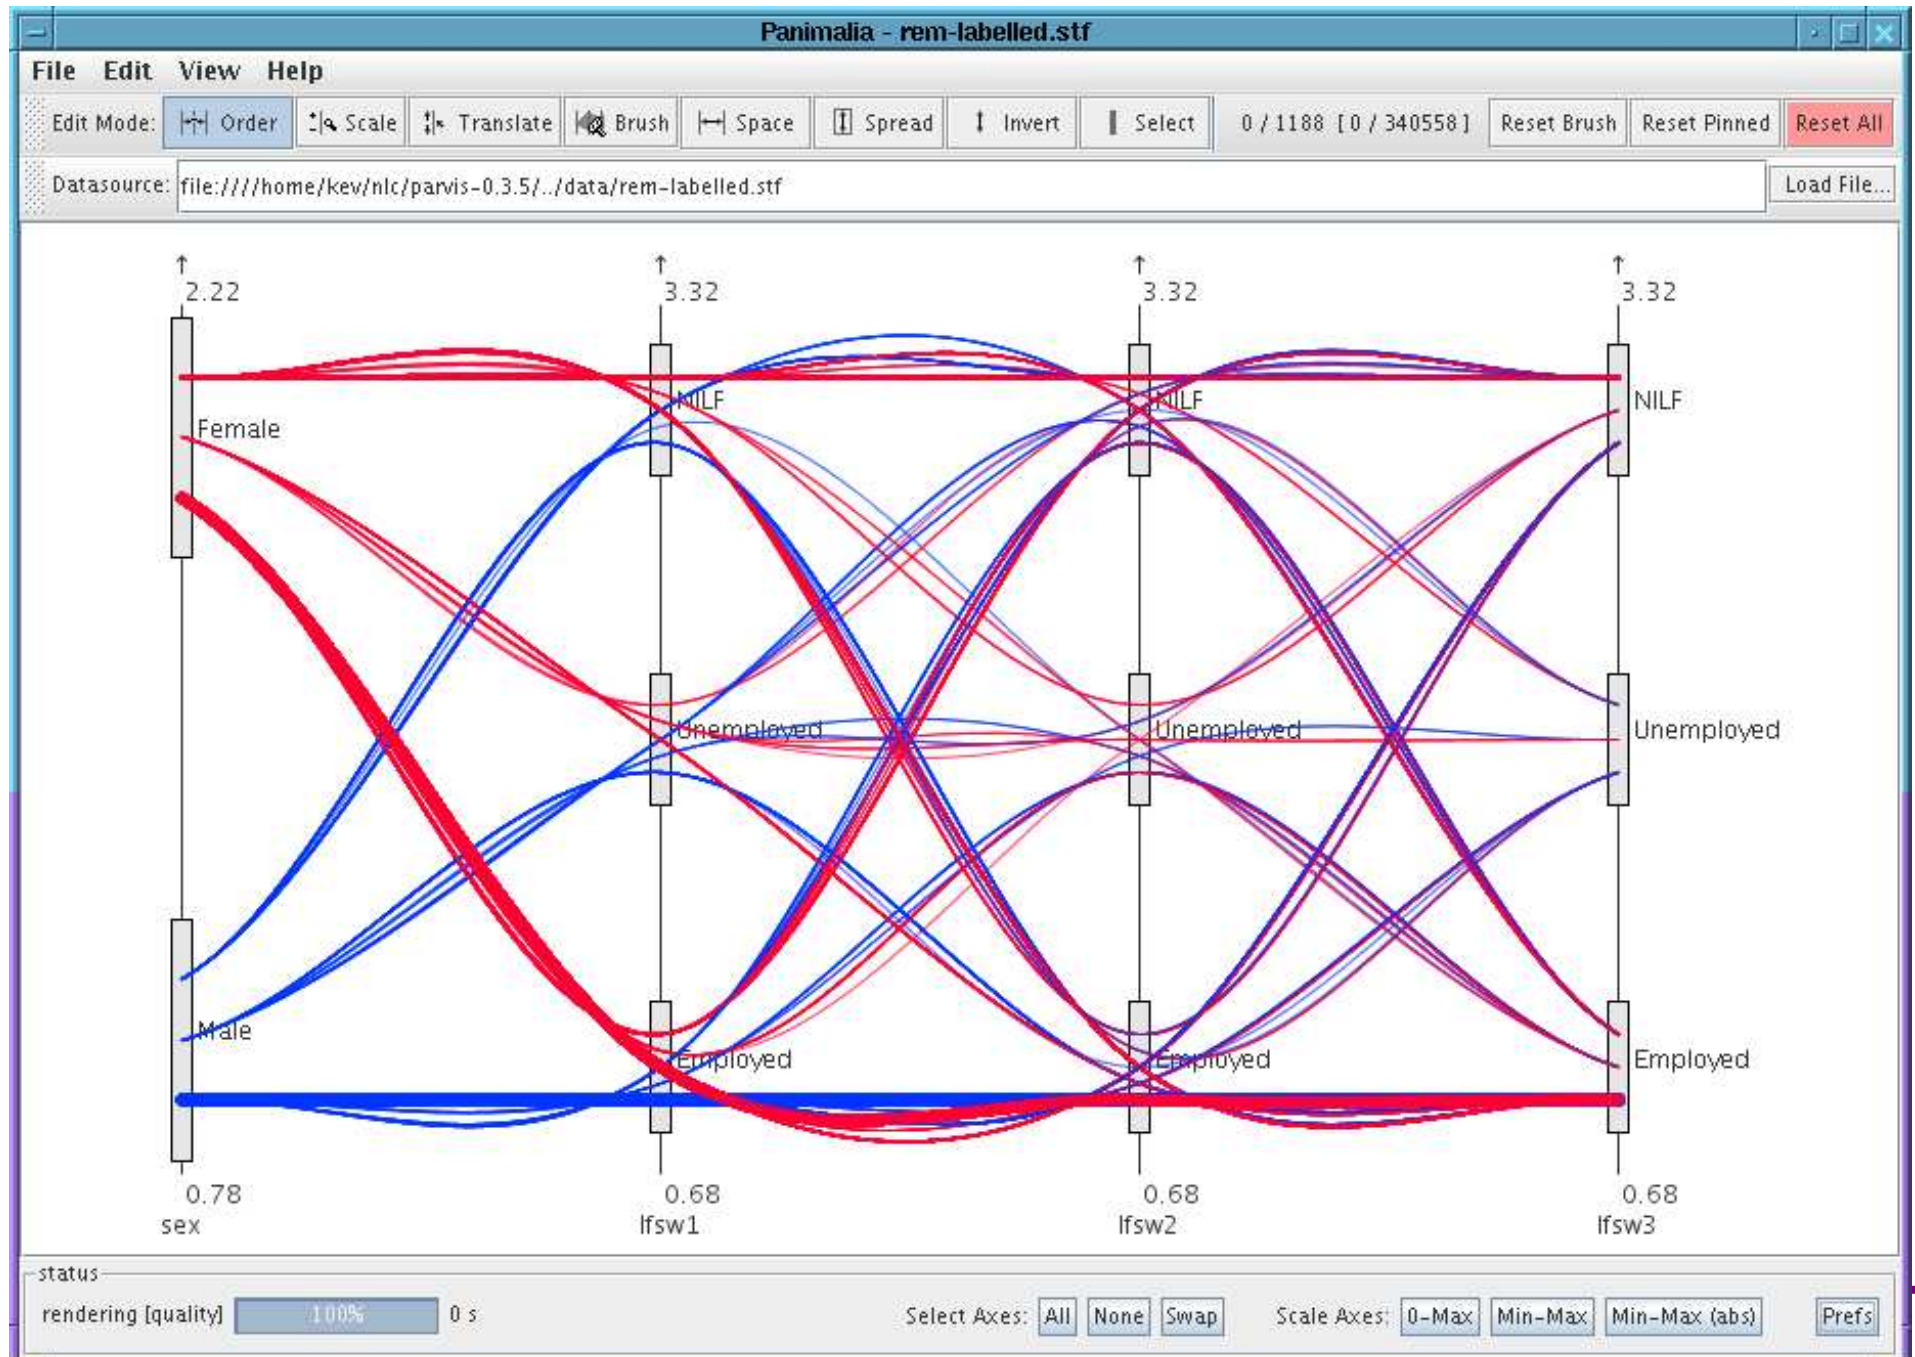 Panimalia - rem-labelled.stf
File Edit View Help
Edit Mode: Order Scale Translate Brush Space Spread Invert Select 0 / 1188 [ 0 / 340558 ] Reset Brush Reset Pinned Reset All
Datasource: file:////home/kev/nlc/parvis-0.3.5/../data/rem-labelled.stf Load File...
2.22 3.32 3.32 3.32
NILF NILF NILF
Female
Unemployed Unemployed Unemployed
Male
Employed Employed Employed
0.78 0.68 0.68 0.68
sex lfsw1 lfsw2 lfsw3
status
rendering [quality] 100% 0 s Select Axes: All None Swap Scale Axes: 0-Max Min-Max Min-Max (abs) Prefs